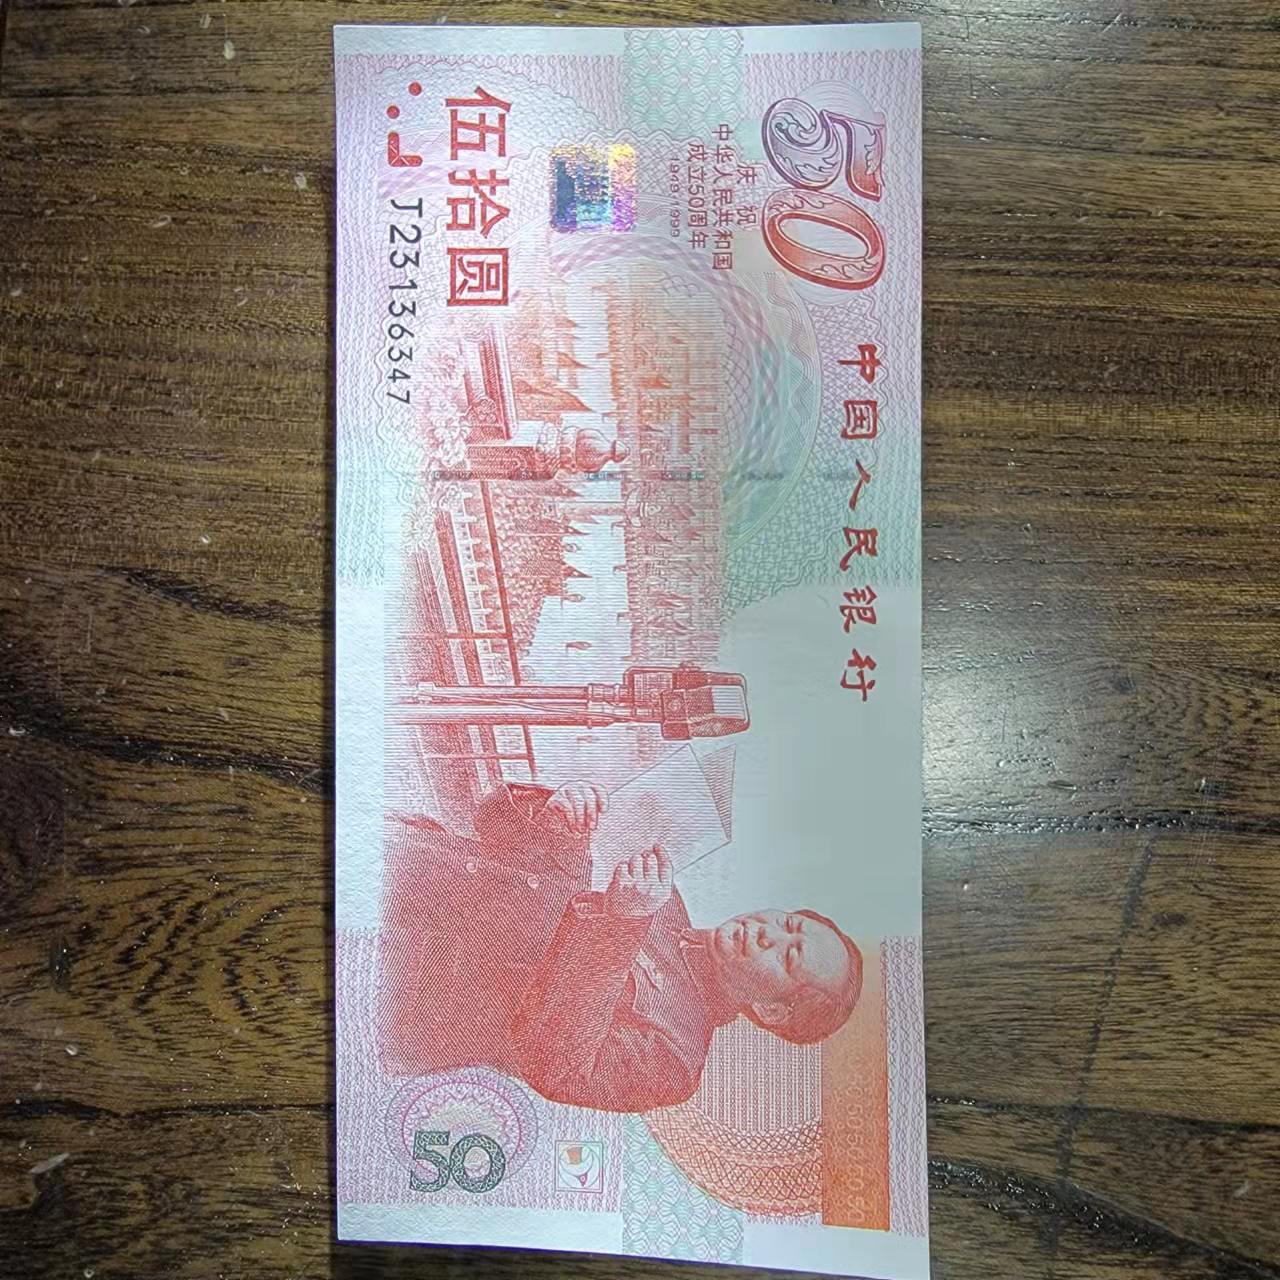 中国人民银行
50
庆祝
中华人民共和国
成立50周年
1949/1999
伍拾圆
J23136347
50